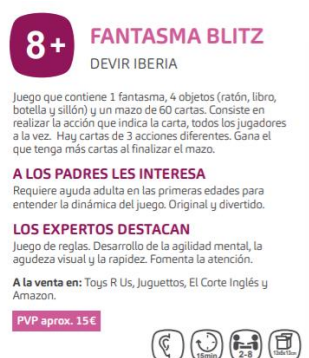 8+
FANTASMA BLITZ
DEVIR IBERIA
Juego que contiene 1 fantasma, 4 objetos (ratón, libro,
botella y sillón) y un mazo de 60 cartas. Consiste en
realizar la acción que indica la carta, todos los jugadores
a la vez. Hay cartas de 3 acciones diferentes. Gana el
que tenga más cartas al finalizar el mazo.
A LOS PADRES LES INTERESA
Requiere ayuda adulta en las primeras edades para
entender la dinámica del juego. Original y divertido.
LOS EXPERTOS DESTACAN
Juego de reglas. Desarrollo de la agilidad mental, la
agudeza visual y la rapidez. Fomenta la atención.
A la venta en: Toys R Us, Juguettos, El Corte Inglés y
Amazon.
PVP aprox. 15€
15min 2-8